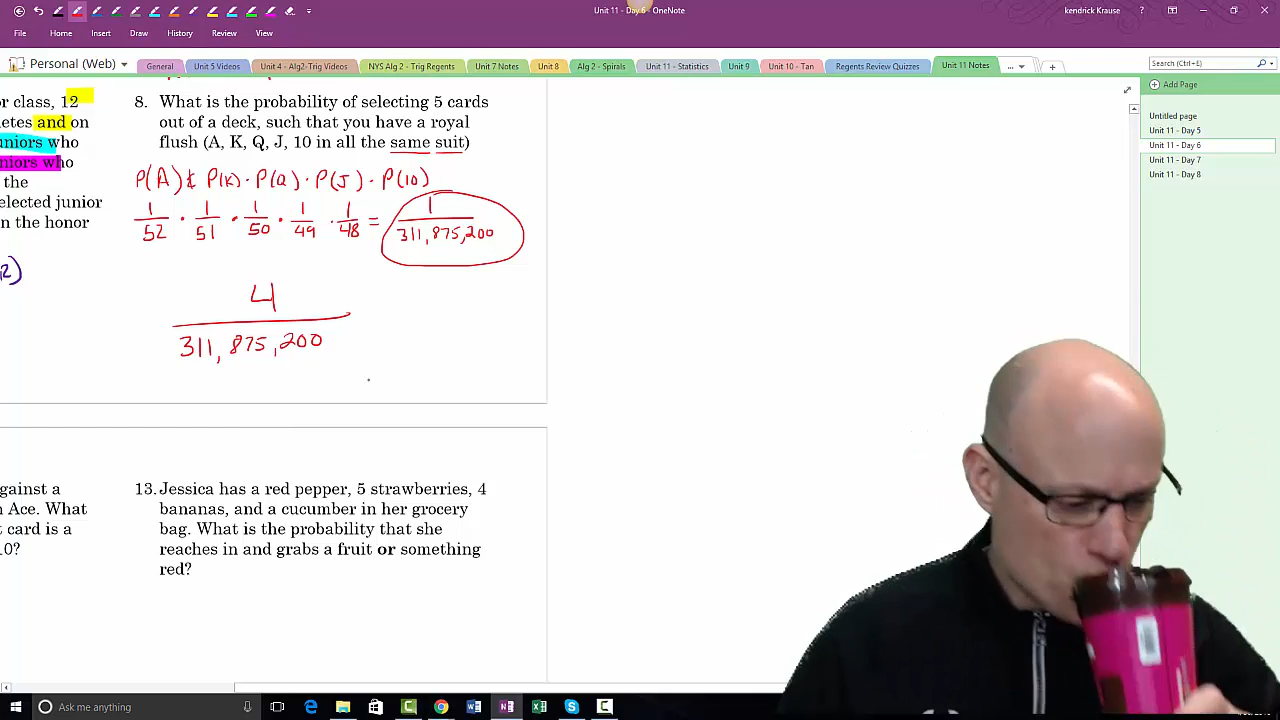 Unit 11 - Day 6 - OneNote
kendrick Krause
?
File Home Insert Draw History Review View
Personal (Web) General Unit 5 Videos Unit 4 - Alg2-Trig Videos NYS Alg 2 - Trig Regents Unit 7 Notes Unit 8 Alg 2 - Spirals Unit 11 - Statistics Unit 9 Unit 10 - Tan Regents Review Quizzes Unit 11 Notes ...
Search (Ctrl+E)
Add Page
Untitled page
Unit 11 - Day 5
Unit 11 - Day 6
Unit 11 - Day 7
Unit 11 - Day 8
or class, 12
letes and on
uniors who
niors who
the
elected junior
n the honor
12)
8. What is the probability of selecting 5 cards
out of a deck, such that you have a royal
flush (A, K, Q, J, 10 in all the same suit)
P(A) & P(K) · P(Q) · P(J) · P(10)
1/52 · 1/51 · 1/50 · 1/49 · 1/48 = 1/311,875,200
4
311,875,200
gainst a
n Ace. What
t card is a
10?
13. Jessica has a red pepper, 5 strawberries, 4
bananas, and a cucumber in her grocery
bag. What is the probability that she
reaches in and grabs a fruit or something
red?
Ask me anything